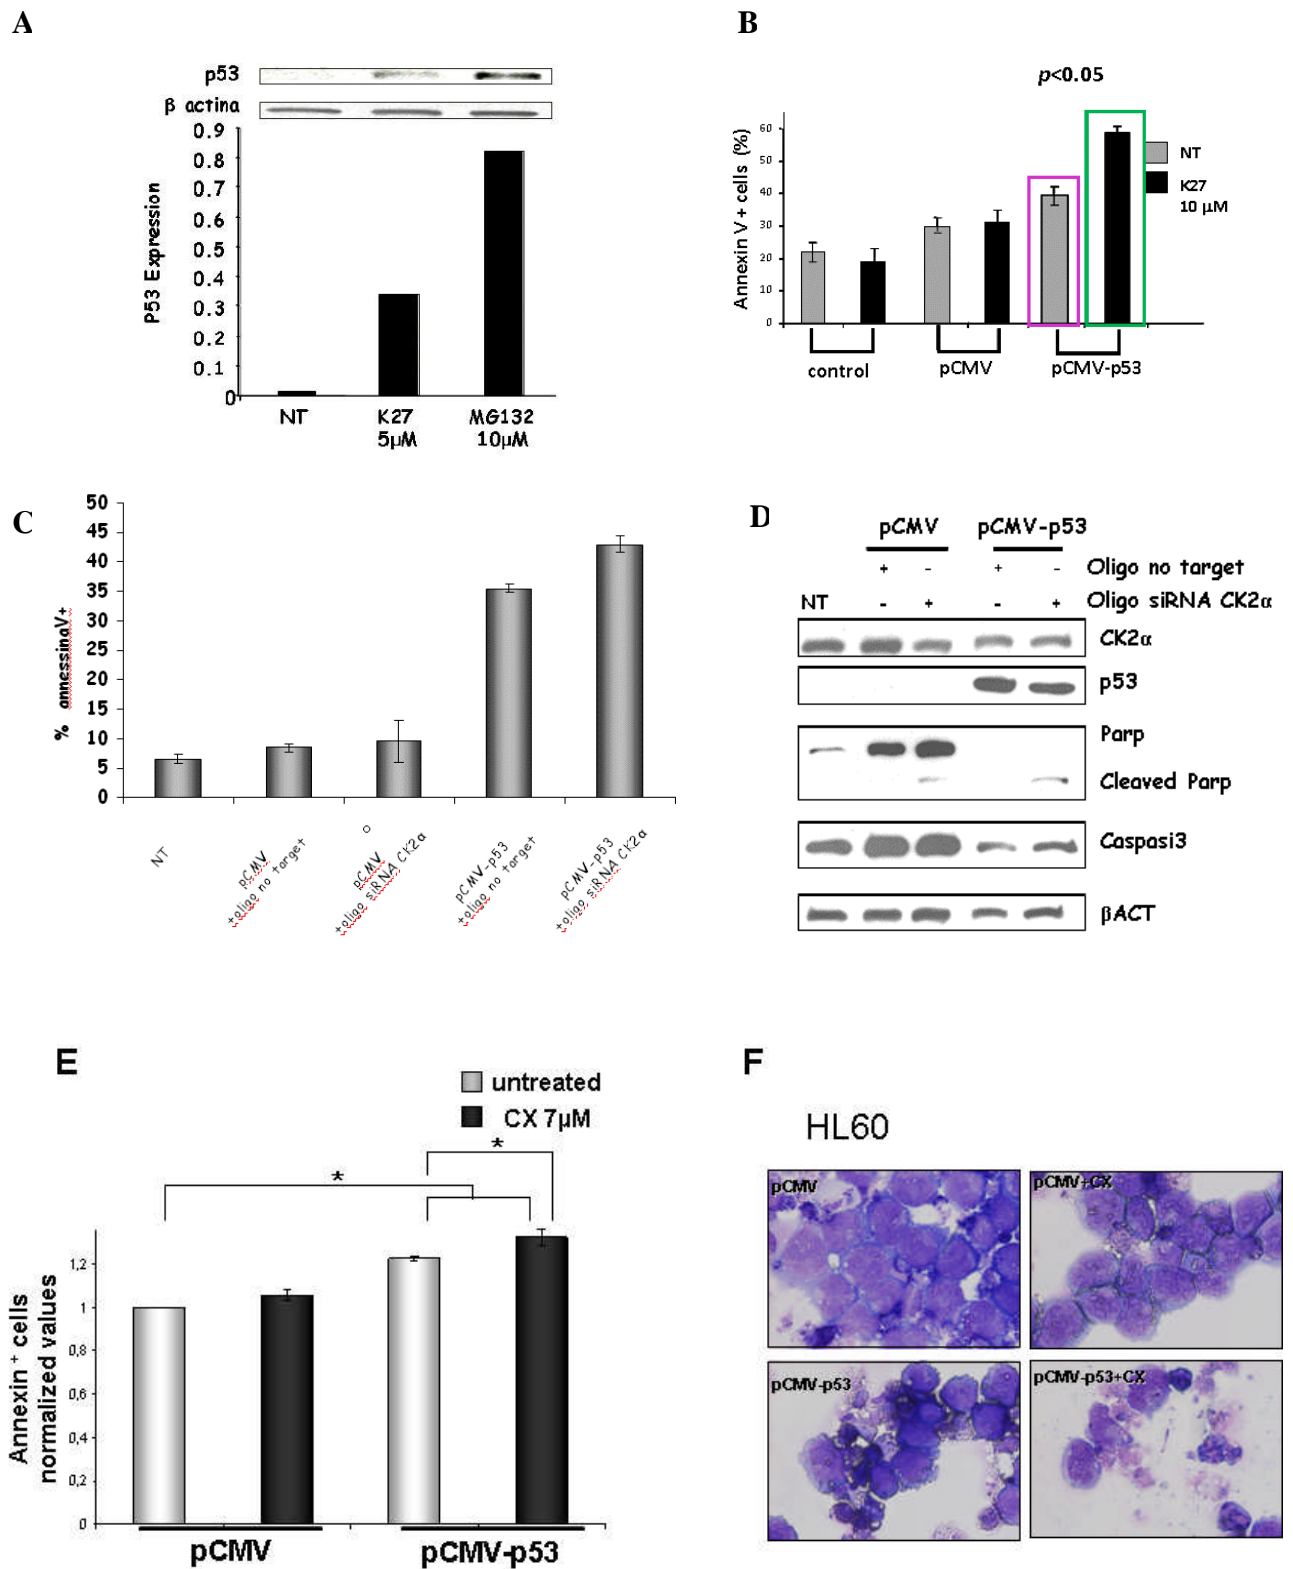 A
p53
β actina
0.9
0.8
0.7
0.6
0.5
0.4
0.3
0.2
0.1
0
P53 Expression
NT
K27
5µM
MG132
10µM
B
p<0.05
Annexin V + cells (%)
60
50
40
30
20
10
0
NT
K27
10 µM
control
pCMV
pCMV-p53
C
50
45
40
35
30
25
20
15
10
5
0
% annessinaV+
NT
pCMV
+oligo no target
o
pCMV
+oligo siRNA CK2α
pCMV-p53
+oligo no target
pCMV-p53
+oligo siRNA CK2α
D
pCMV pCMV-p53
+ - + - Oligo no target
NT - + - + Oligo siRNA CK2α
CK2α
p53
Parp
Cleaved Parp
Caspasi3
βACT
E
untreated
CX 7µM
*
*
1,2
1
0,8
0,6
0,4
0,2
0
Annexin + cells
normalized values
pCMV
pCMV-p53
F
HL60
pCMV
pCMV+CX
pCMV-p53
pCMV-p53+CX